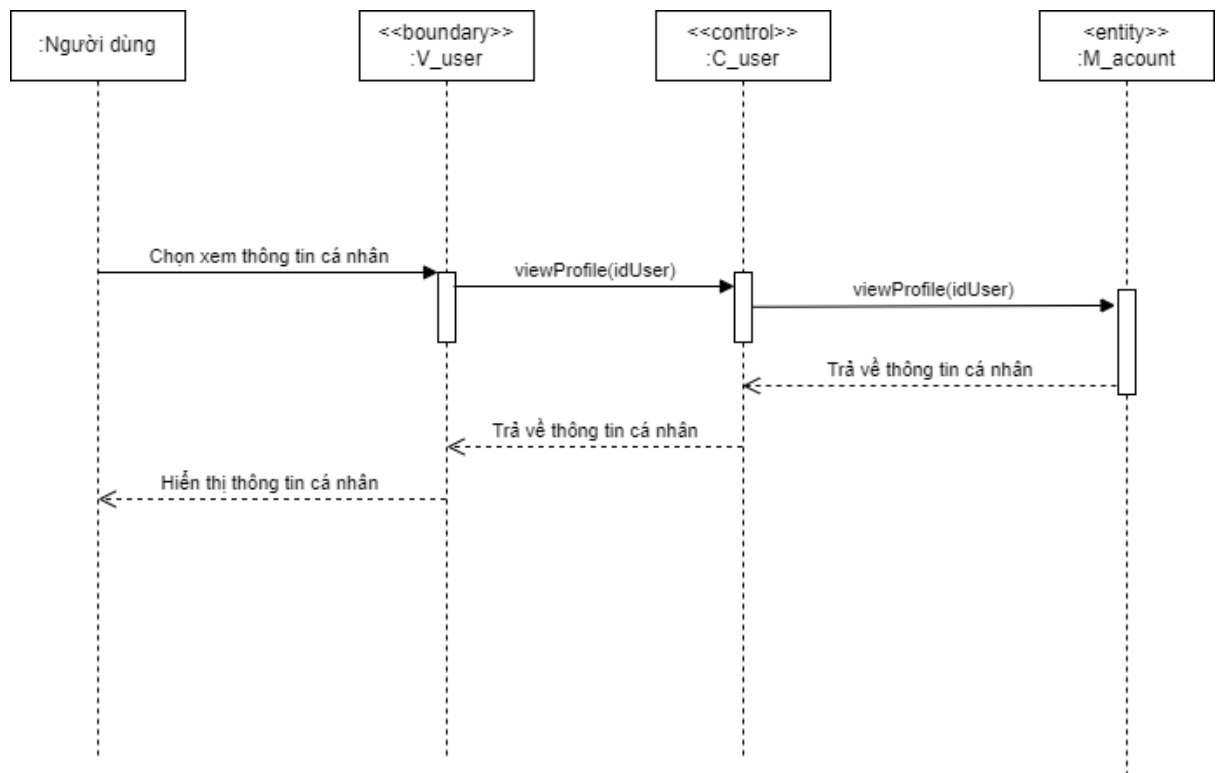 :Người dùng
<<boundary>>
:V_user
<<control>>
:C_user
<entity>>
:M_acount
Chọn xem thông tin cá nhân
viewProfile(idUser)
viewProfile(idUser)
Trả về thông tin cá nhân
Trả về thông tin cá nhân
Hiển thị thông tin cá nhân